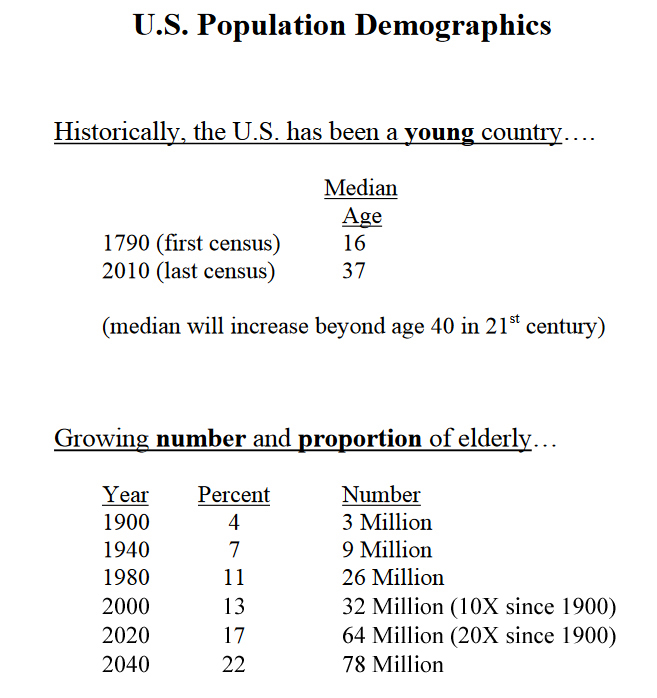 U.S. Population Demographics
Historically, the U.S. has been a young country….
Median
Age
1790 (first census) 16
2010 (last census) 37
(median will increase beyond age 40 in 21st century)
Growing number and proportion of elderly…
Year Percent Number
1900 4 3 Million
1940 7 9 Million
1980 11 26 Million
2000 13 32 Million (10X since 1900)
2020 17 64 Million (20X since 1900)
2040 22 78 Million